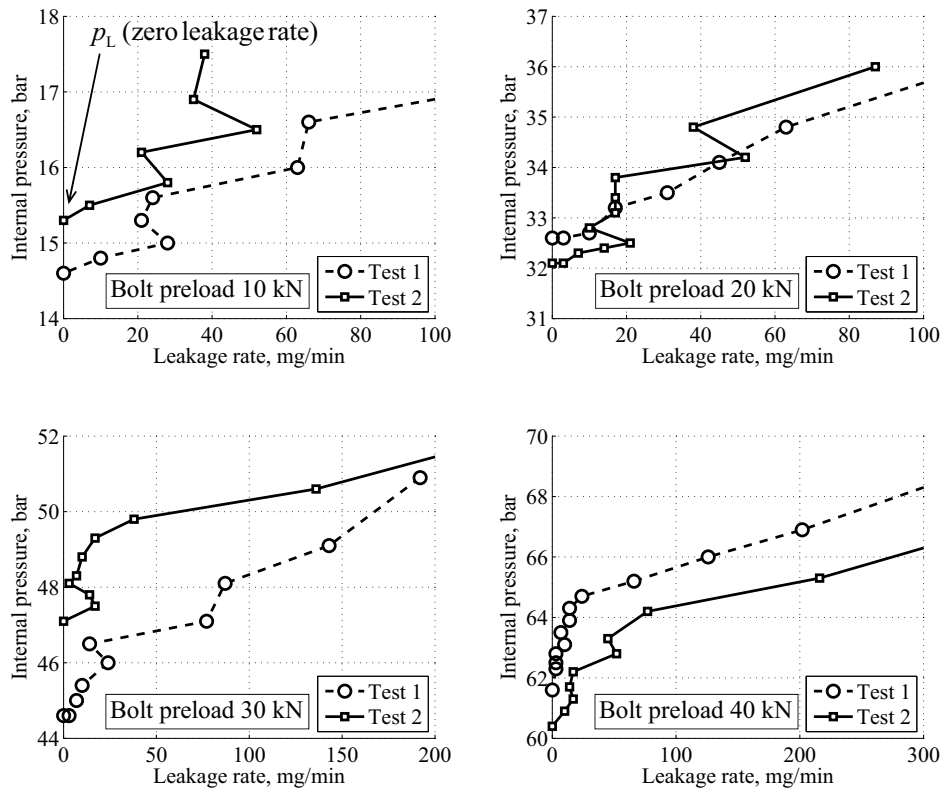 18
17
16
15
14
Internal pressure, bar
p_L (zero leakage rate)
Test 1
Test 2
Bolt preload 10 kN
0 20 40 60 80 100
Leakage rate, mg/min
37
36
35
34
33
32
31
Internal pressure, bar
Test 1
Test 2
Bolt preload 20 kN
0 20 40 60 80 100
Leakage rate, mg/min
52
50
48
46
44
Internal pressure, bar
Test 1
Test 2
Bolt preload 30 kN
0 50 100 150 200
Leakage rate, mg/min
70
68
66
64
62
60
Internal pressure, bar
Test 1
Test 2
Bolt preload 40 kN
0 100 200 300
Leakage rate, mg/min